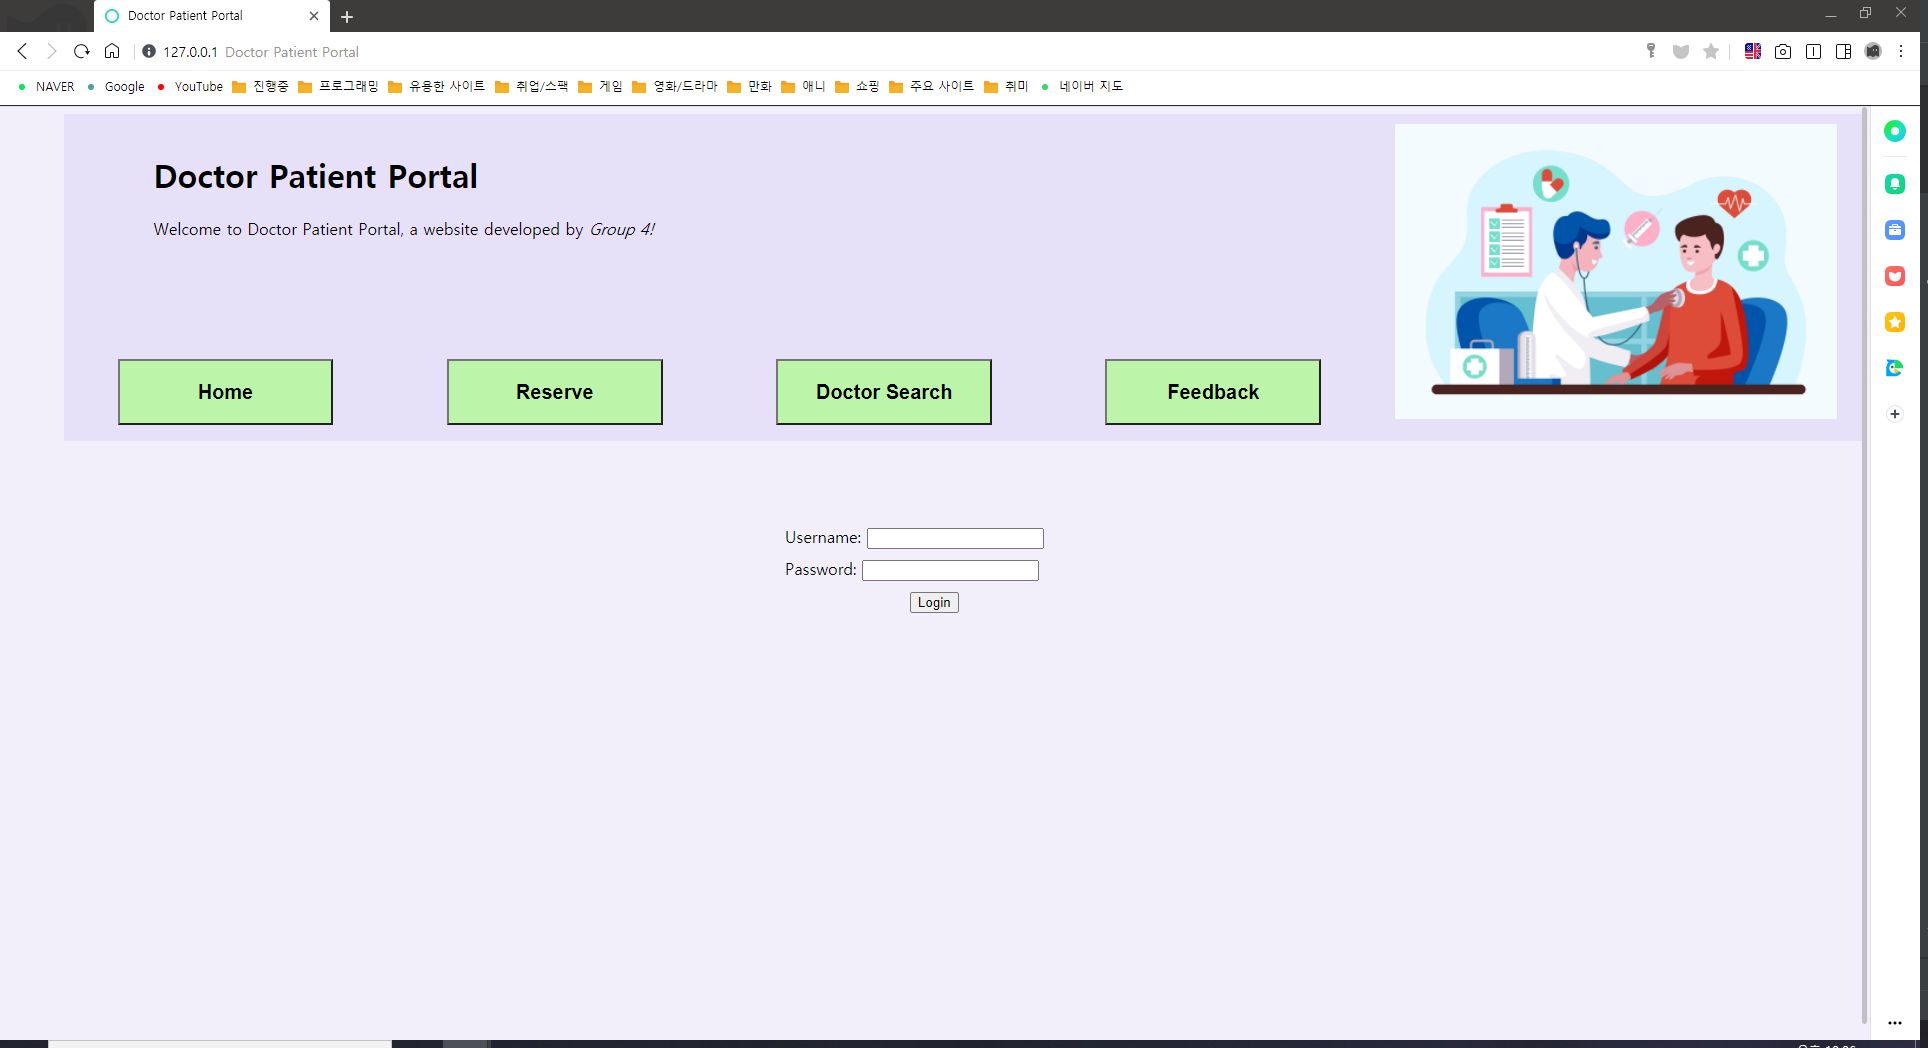 Doctor Patient Portal
127.0.0.1 Doctor Patient Portal
NAVER Google YouTube 진행중 프로그래밍 유용한 사이트 취업/스팩 게임 영화/드라마 만화 애니 쇼핑 주요 사이트 취미 네이버 지도
Doctor Patient Portal
Welcome to Doctor Patient Portal, a website developed by Group 4!
Home Reserve Doctor Search Feedback
Username:
Password:
Login